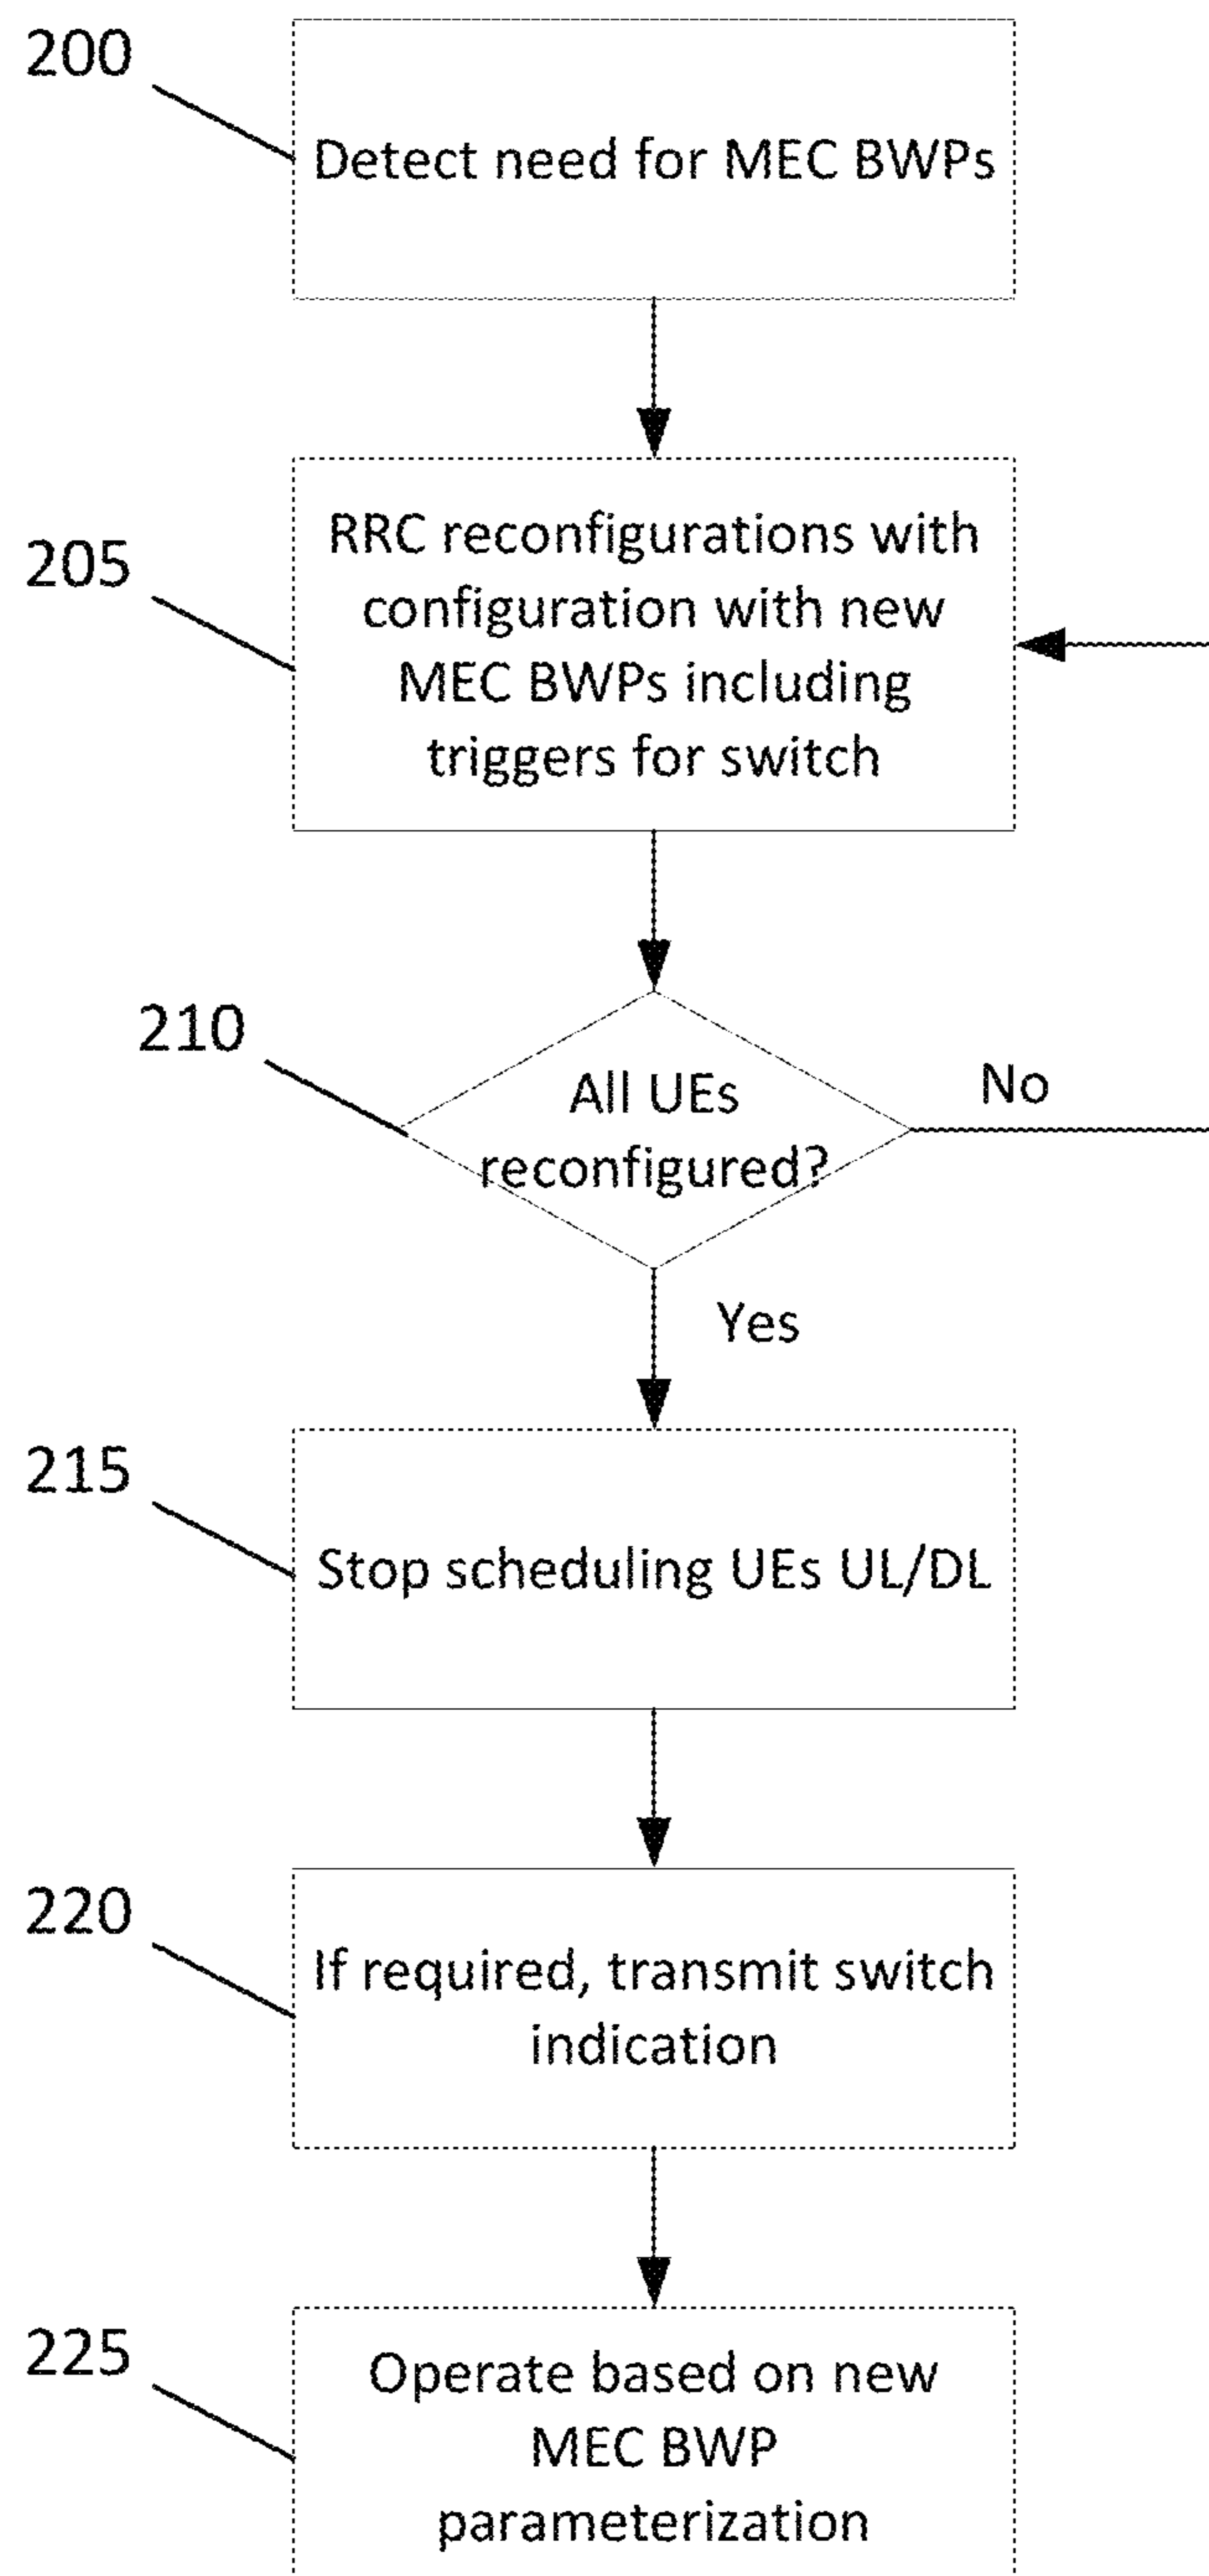 200
Detect need for MEC BWPs
205
RRC reconfigurations with
configuration with new
MEC BWPs including
triggers for switch
210
All UEs
reconfigured?
No
Yes
215
Stop scheduling UEs UL/DL
220
If required, transmit switch
indication
225
Operate based on new
MEC BWP
parameterization